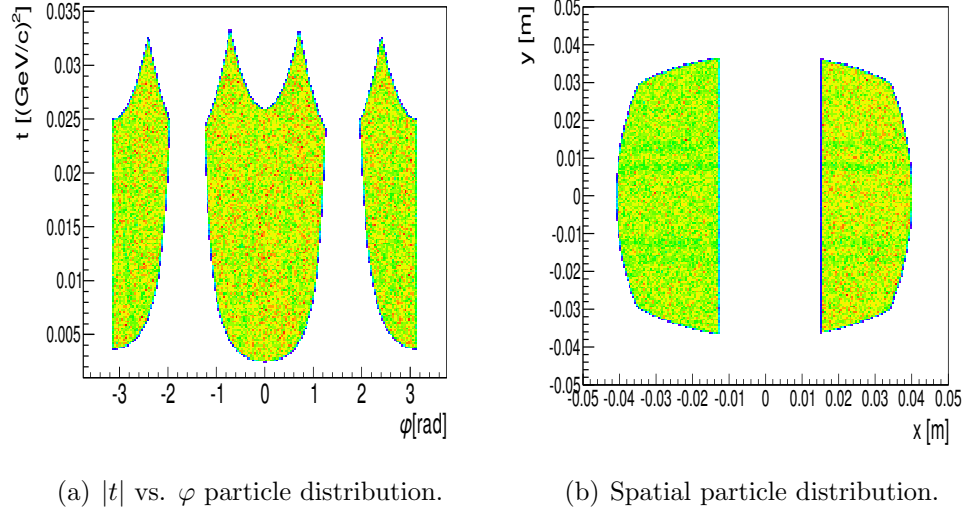 t [(GeV/c)²]
0.035
0.03
0.025
0.02
0.015
0.01
0.005
-3 -2 -1 0 1 2 3
φ[rad]
y [m]
0.05
0.04
0.03
0.02
0.01
0
-0.01
-0.02
-0.03
-0.04
-0.05
-0.05 -0.04 -0.03 -0.02 -0.01 0 0.01 0.02 0.03 0.04 0.05
x [m]
(a) |t| vs. φ particle distribution.
(b) Spatial particle distribution.